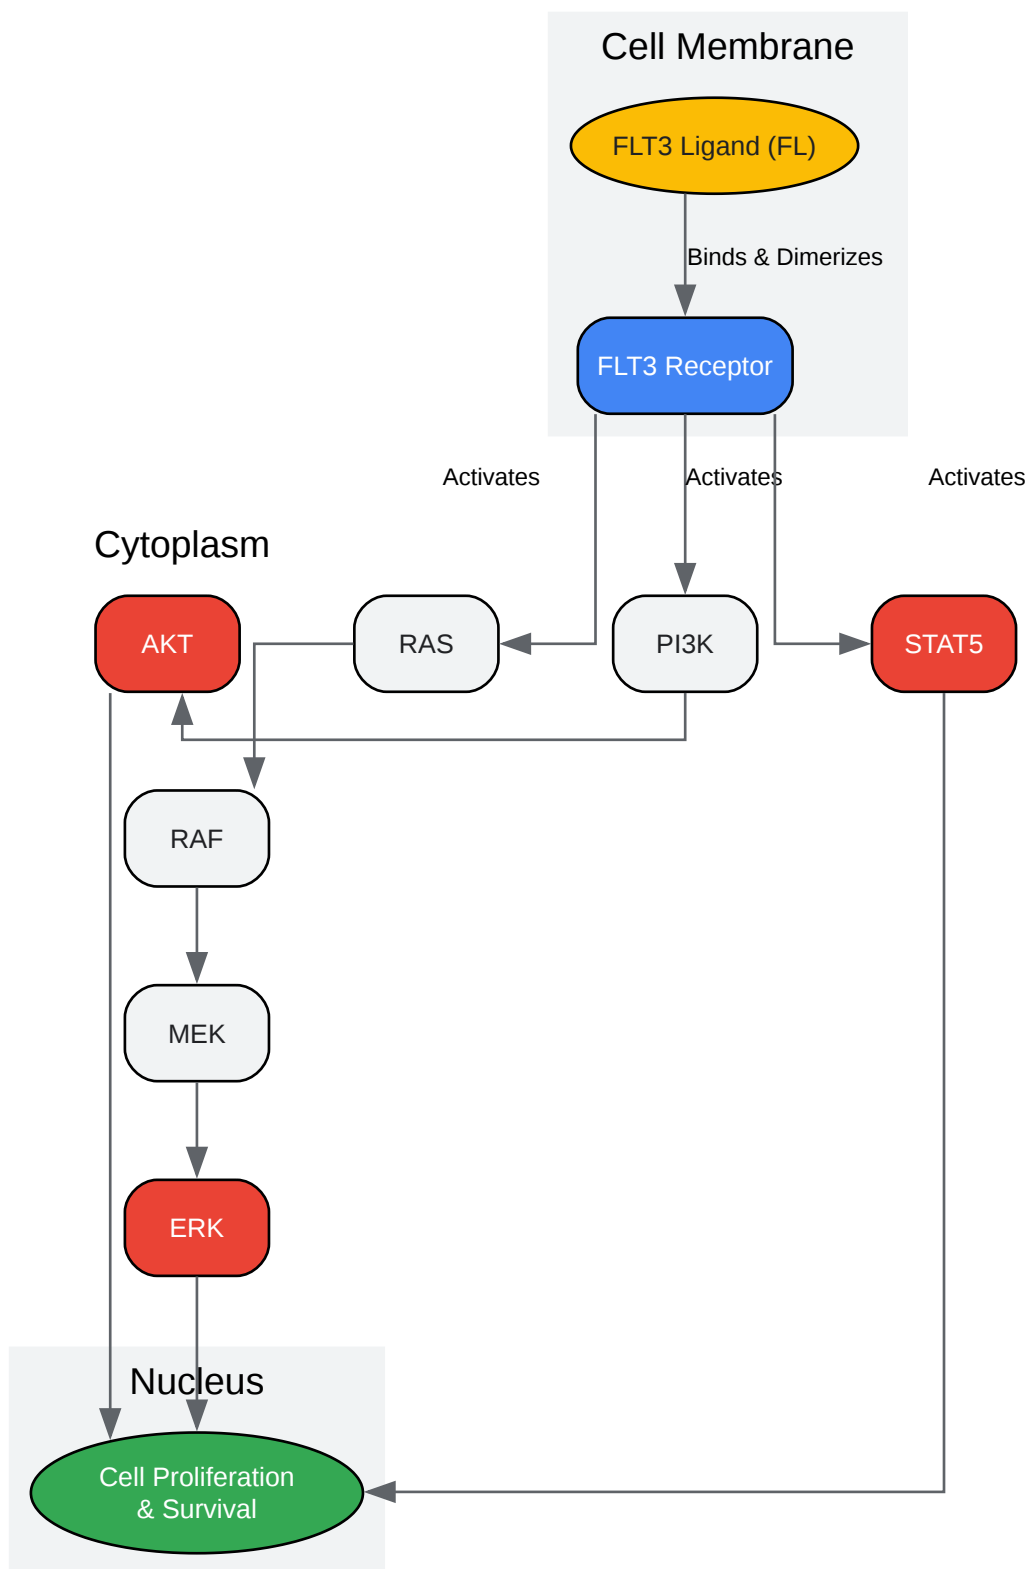 Cell Membrane
FLT3 Ligand (FL)
Binds & Dimerizes
FLT3 Receptor
Activates
Activates
Activates
Cytoplasm
AKT
RAS
PI3K
STAT5
RAF
MEK
ERK
Nucleus
Cell Proliferation
& Survival